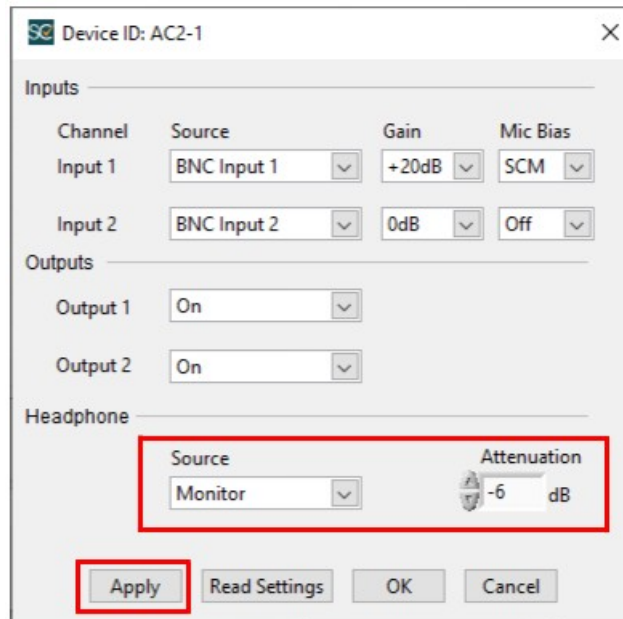 SC Device ID: AC2-1
Inputs
Channel Source Gain Mic Bias
Input 1 BNC Input 1 +20dB SCM
Input 2 BNC Input 2 0dB Off
Outputs
Output 1 On
Output 2 On
Headphone
Source Attenuation
Monitor -6 dB
Apply Read Settings OK Cancel